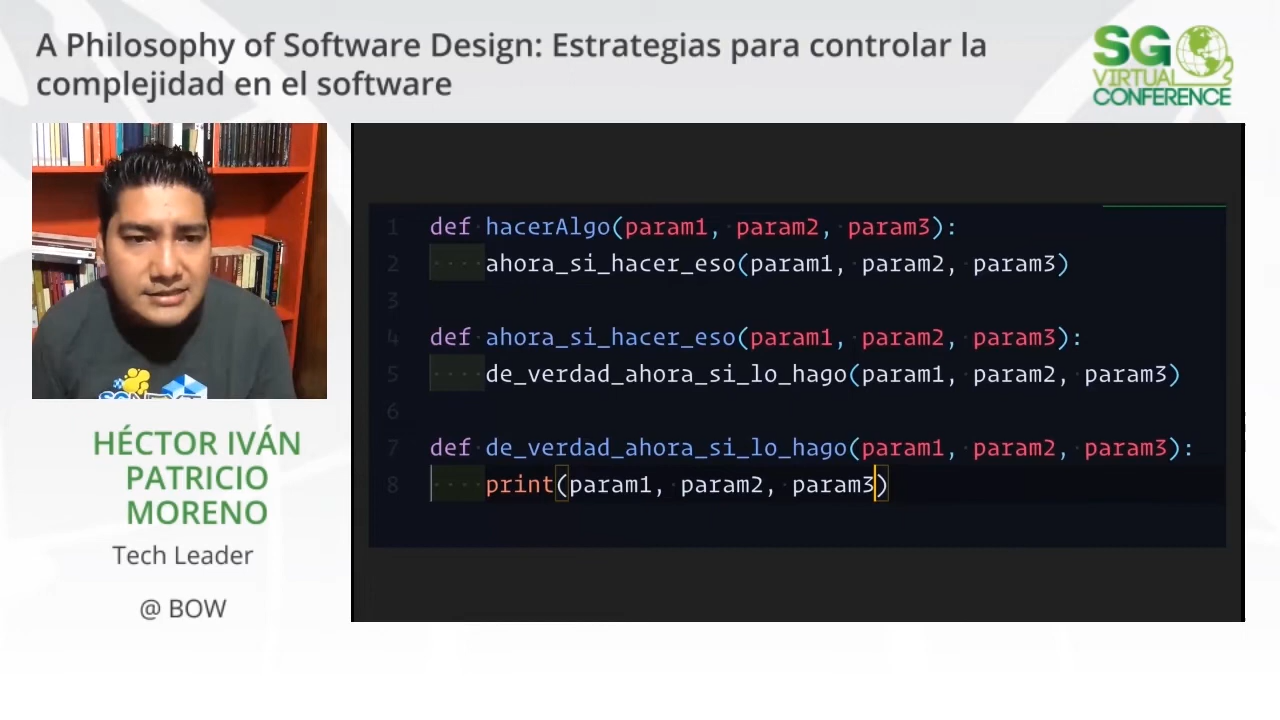 A Philosophy of Software Design: Estrategias para controlar la
complejidad en el software
SG
VIRTUAL
CONFERENCE
HÉCTOR IVÁN
PATRICIO
MORENO
Tech Leader
@ BOW
1 def hacerAlgo(param1, param2, param3):
2 ahora_si_hacer_eso(param1, param2, param3)
3
4 def ahora_si_hacer_eso(param1, param2, param3):
5 de_verdad_ahora_si_lo_hago(param1, param2, param3)
6
7 def de_verdad_ahora_si_lo_hago(param1, param2, param3):
8 print(param1, param2, param3)